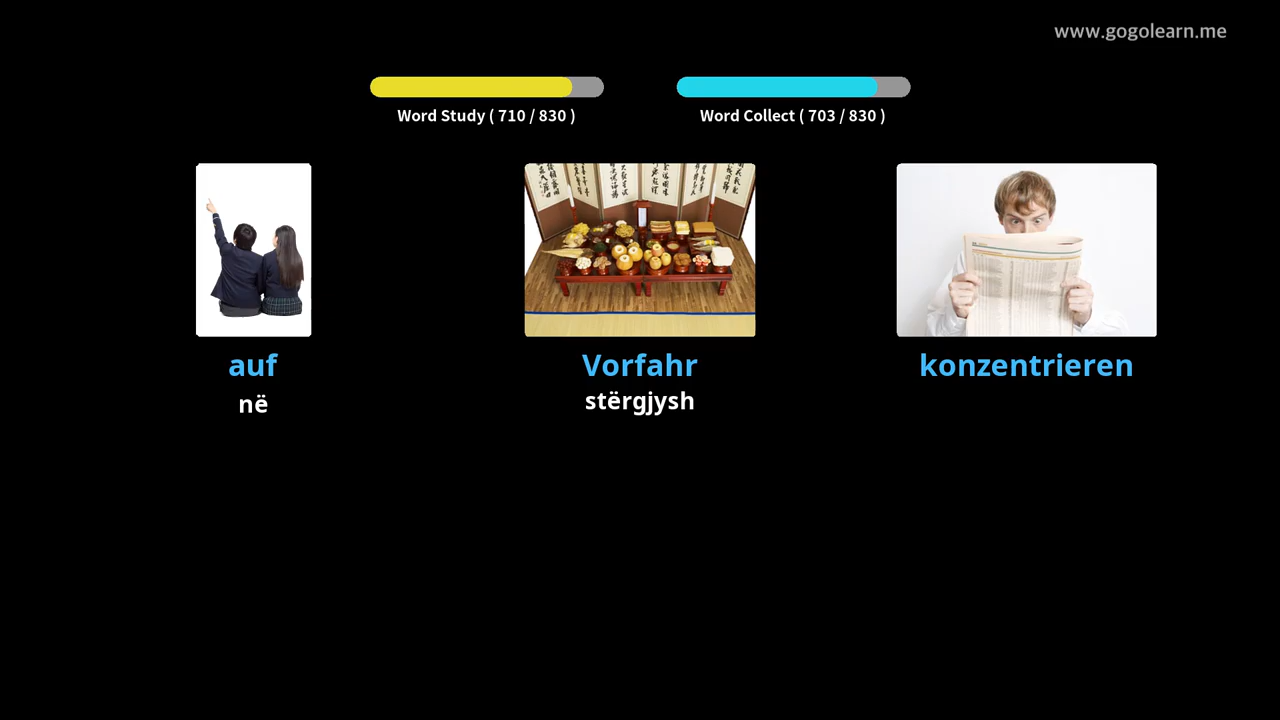 www.gogolearn.me
Word Study ( 710 / 830 )
Word Collect ( 703 / 830 )
auf
Vorfahr
konzentrieren
në
stërgjysh